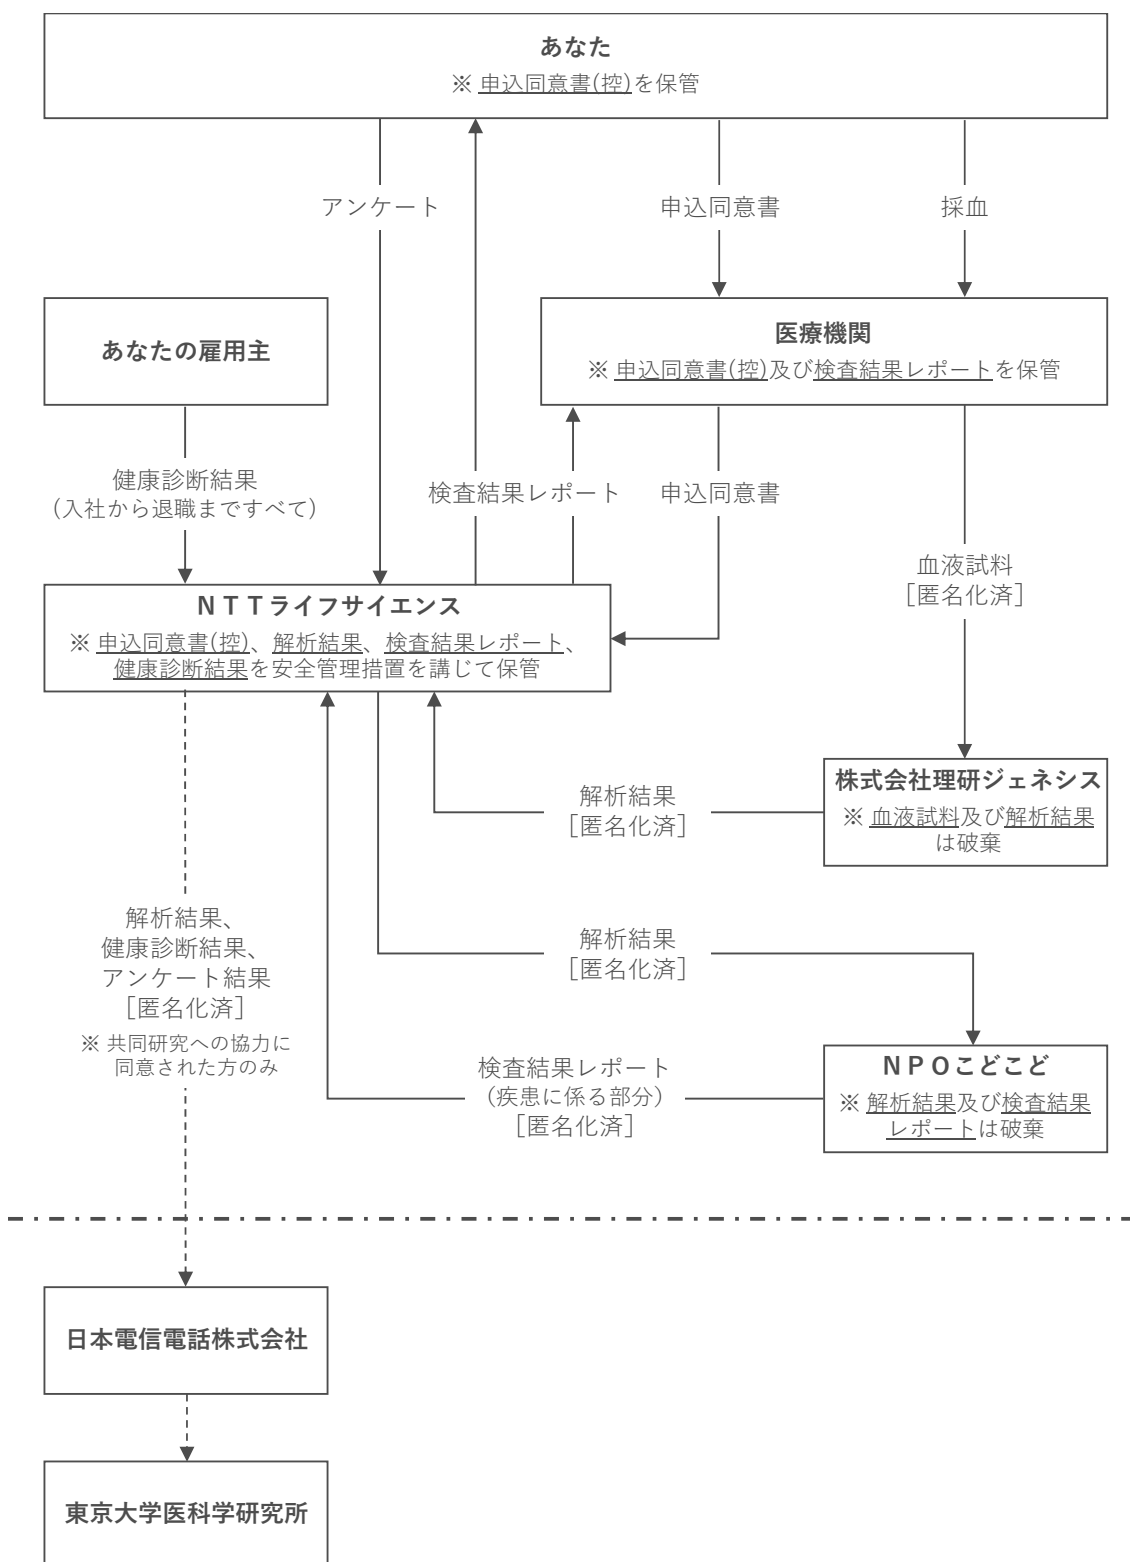 あなた
※ 申込同意書(控)を保管
アンケート
申込同意書
採血
あなたの雇用主
医療機関
※ 申込同意書(控)及び検査結果レポートを保管
健康診断結果
（入社から退職まですべて）
検査結果レポート
申込同意書
血液試料
［匿名化済］
ＮＴＴライフサイエンス
※ 申込同意書(控)、解析結果、検査結果レポート、
健康診断結果を安全管理措置を講じて保管
株式会社理研ジェネシス
※ 血液試料及び解析結果
は破棄
解析結果
［匿名化済］
解析結果、
健康診断結果、
アンケート結果
［匿名化済］
※ 共同研究への協力に
同意された方のみ
解析結果
［匿名化済］
ＮＰＯこどこど
※ 解析結果及び検査結果
レポートは破棄
検査結果レポート
（疾患に係る部分）
［匿名化済］
日本電信電話株式会社
東京大学医科学研究所